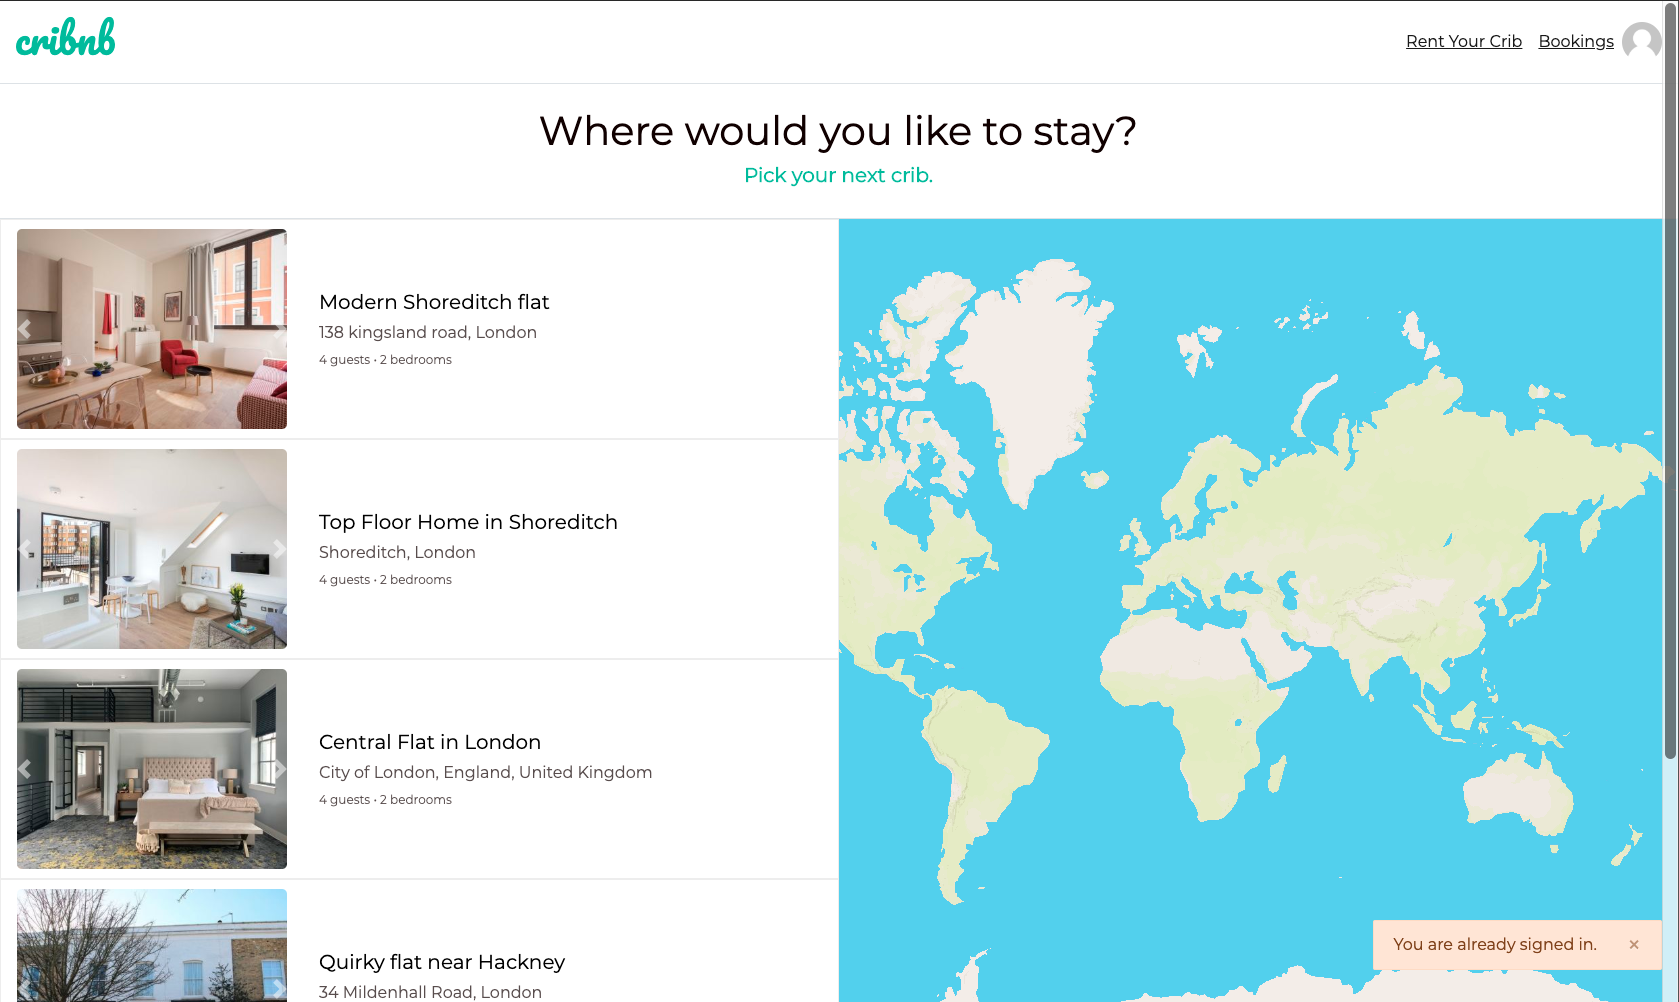 cribnb
Rent Your Crib Bookings
Where would you like to stay?
Pick your next crib.
Modern Shoreditch flat
138 kingsland road, London
4 guests · 2 bedrooms
Top Floor Home in Shoreditch
Shoreditch, London
4 guests · 2 bedrooms
Central Flat in London
City of London, England, United Kingdom
4 guests · 2 bedrooms
Quirky flat near Hackney
34 Mildenhall Road, London
You are already signed in. ×